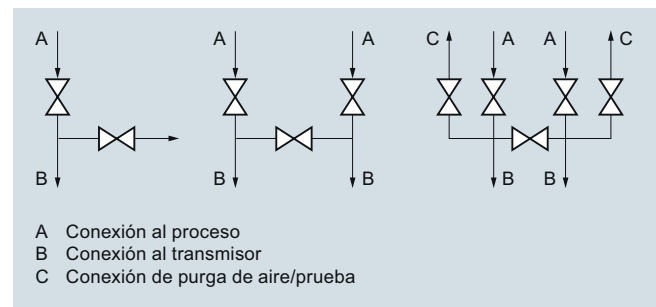 A A A C A A C
B B B B B
A Conexión al proceso
B Conexión al transmisor
C Conexión de purga de aire/prueba